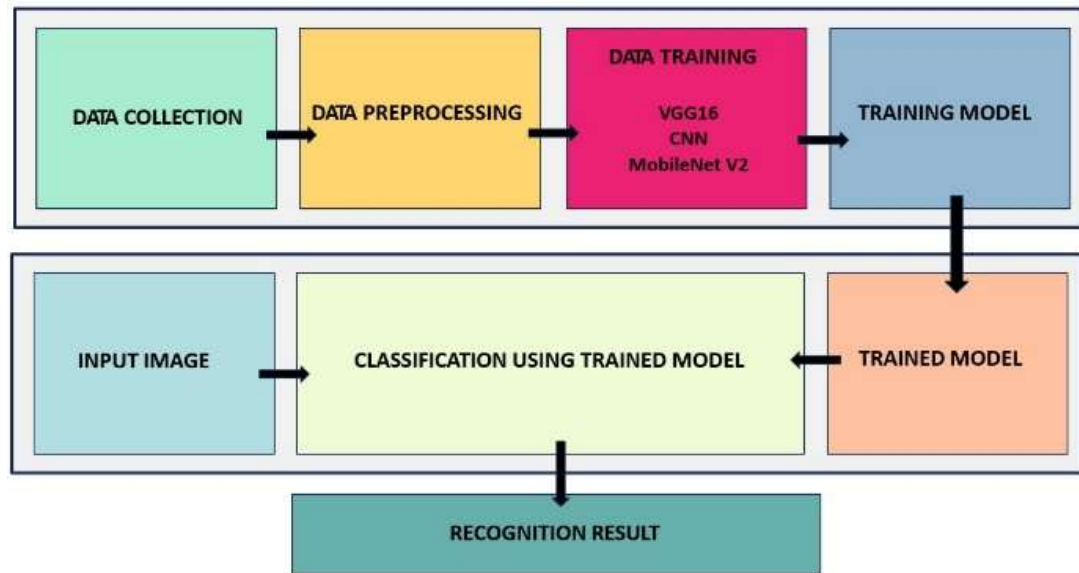 DATA COLLECTION
DATA PREPROCESSING
DATA TRAINING
VGG16
CNN
MobileNet V2
TRAINING MODEL
INPUT IMAGE
CLASSIFICATION USING TRAINED MODEL
TRAINED MODEL
RECOGNITION RESULT